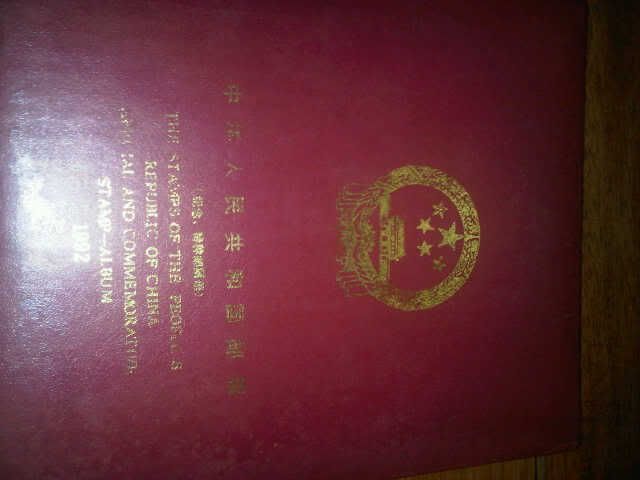 中华人民共和国邮票
THE STAMPS OF THE PEOPLE'S
REPUBLIC OF CHINA
AND COMMEMORATIVE
STAMP-ALBUM
1992